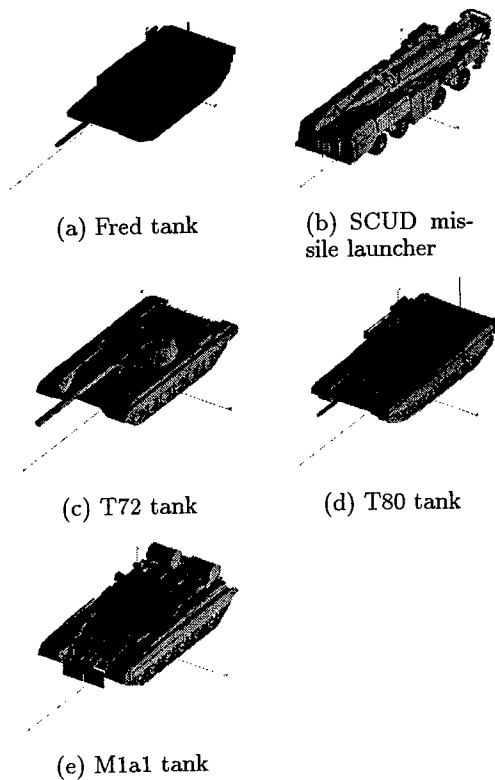 (a) Fred tank
(b) SCUD mis-
sile launcher
(c) T72 tank
(d) T80 tank
(e) M1a1 tank